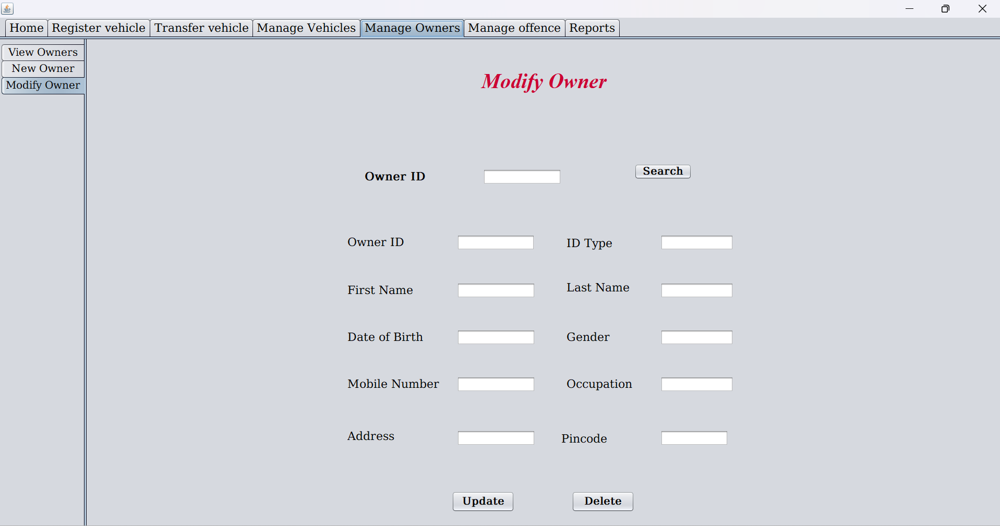 Home Register vehicle Transfer vehicle Manage Vehicles Manage Owners Manage offence Reports
View Owners
New Owner
Modify Owner
Modify Owner
Owner ID Search
Owner ID ID Type
First Name Last Name
Date of Birth Gender
Mobile Number Occupation
Address Pincode
Update Delete